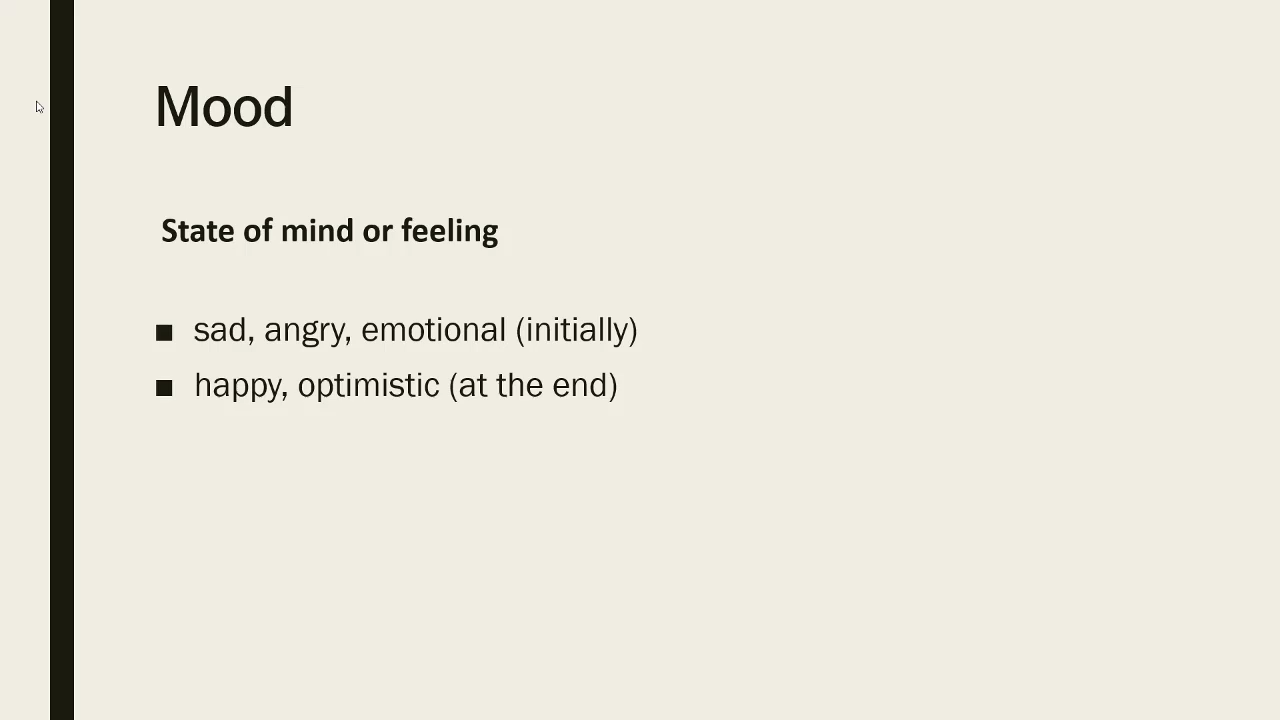 Mood
State of mind or feeling
■ sad, angry, emotional (initially)
■ happy, optimistic (at the end)